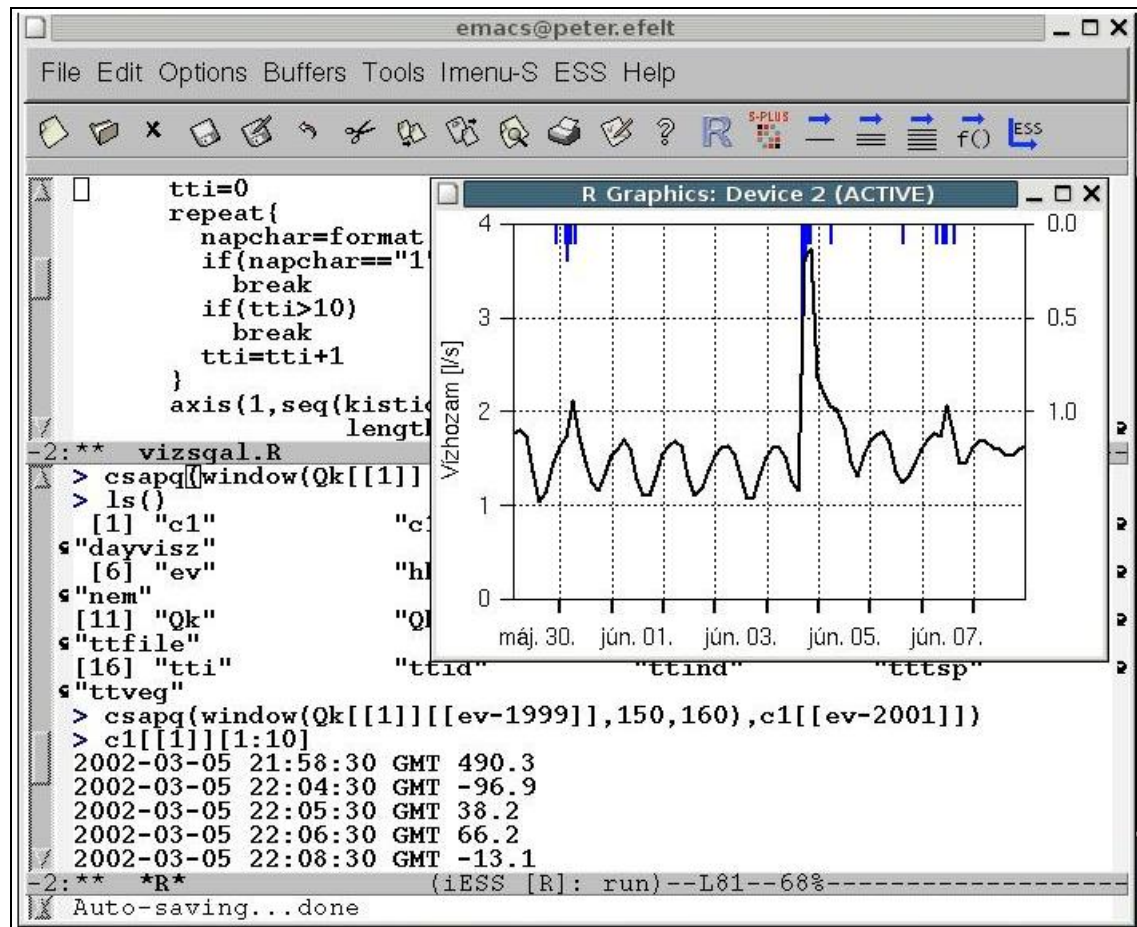 emacs@peter.efelt
File Edit Options Buffers Tools Imenu-S ESS Help
S-PLUS
R
f()
ESS
tti=0
repeat{
napchar=format
if(napchar=="1"
break
if(tti>10)
break
tti=tti+1
}
axis(1,seq(kistid
lengt
-2:** vizsgal.R
R Graphics: Device 2 (ACTIVE)
4
3
2
1
0
Vízhozam [l/s]
0.0
0.5
1.0
máj. 30. jún. 01. jún. 03. jún. 05. jún. 07.
> csapq(window(Qk[[1]]
> ls()
[1] "c1" "c1
"dayvisz"
[6] "ev"
"nem"
[11] "Qk"
"ttfile"
[16] "tti" "ttid" "ttind" "tttsp"
"ttveg"
> csapq(window(Qk[[1]][[ev-1999]],150,160),c1[[ev-2001]])
> c1[[1]][1:10]
2002-03-05 21:58:30 GMT 490.3
2002-03-05 22:04:30 GMT -96.9
2002-03-05 22:05:30 GMT 38.2
2002-03-05 22:06:30 GMT 66.2
2002-03-05 22:08:30 GMT -13.1
-2:** *R* (iESS [R]: run)--L81--68%-------------------
Auto-saving...done